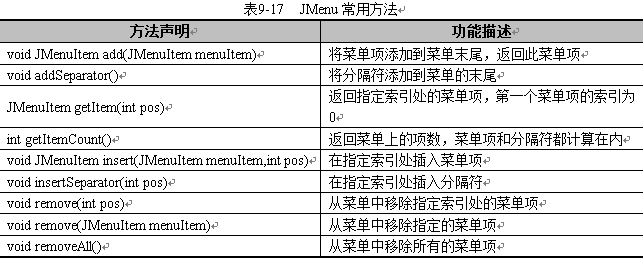 表9-17 JMenu 常用方法
方法声明 功能描述
void JMenuItem add(JMenuItem menuItem) 将菜单项添加到菜单末尾，返回此菜单项
void addSeparator() 将分隔符添加到菜单的末尾
JMenuItem getItem(int pos) 返回指定索引处的菜单项，第一个菜单项的索引为
0
int getItemCount() 返回菜单上的项数，菜单项和分隔符都计算在内
void JMenuItem insert(JMenuItem menuItem,int pos) 在指定索引处插入菜单项
void insertSeparator(int pos) 在指定索引处插入分隔符
void remove(int pos) 从菜单中移除指定索引处的菜单项
void remove(JMenuItem menuItem) 从菜单中移除指定的菜单项
void removeAll() 从菜单中移除所有的菜单项